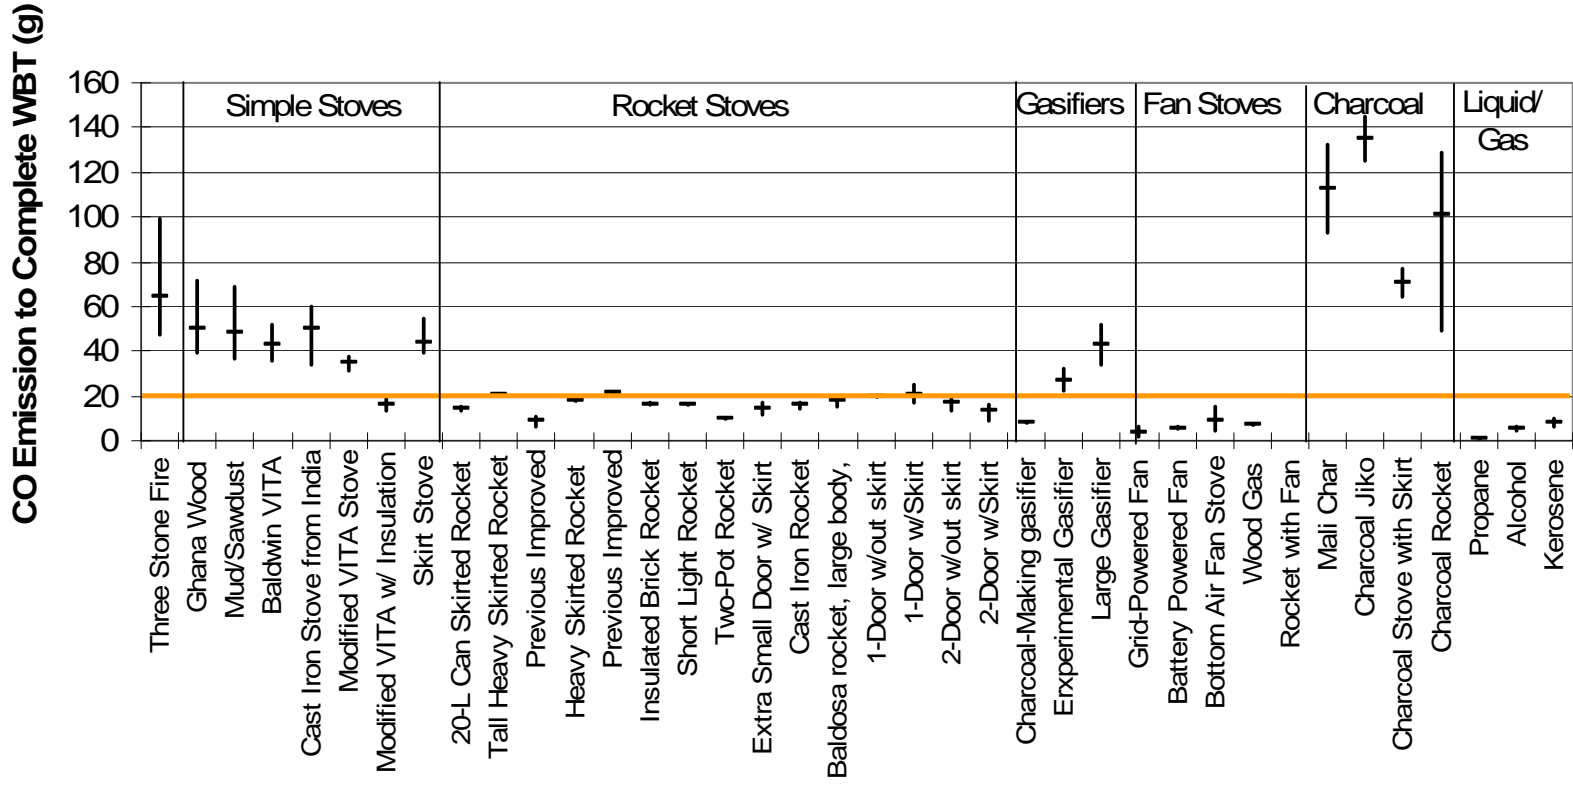 CO Emission to Complete WBT (g)
160
140
120
100
80
60
40
20
0
Simple Stoves
Rocket Stoves
Gasifiers
Fan Stoves
Charcoal
Liquid/
Gas
Three Stone Fire
Ghana Wood
Mud/Sawdust
Baldwin VITA
Cast Iron Stove from India
Modified VITA Stove
Modified VITA w/ Insulation
Skirt Stove
20-L Can Skirted Rocket
Tall Heavy Skirted Rocket
Previous Improved
Heavy Skirted Rocket
Previous Improved
Insulated Brick Rocket
Short Light Rocket
Two-Pot Rocket
Extra Small Door w/ Skirt
Cast Iron Rocket
Baldosa rocket, large body,
1-Door w/out skirt
1-Door w/Skirt
2-Door w/out skirt
2-Door w/Skirt
Charcoal-Making gasifier
Erxperimental Gasifier
Large Gasifier
Grid-Powered Fan
Battery Powered Fan
Bottom Air Fan Stove
Wood Gas
Rocket with Fan
Mali Char
Charcoal Jiko
Charcoal Stove with Skirt
Charcoal Rocket
Propane
Alcohol
Kerosene